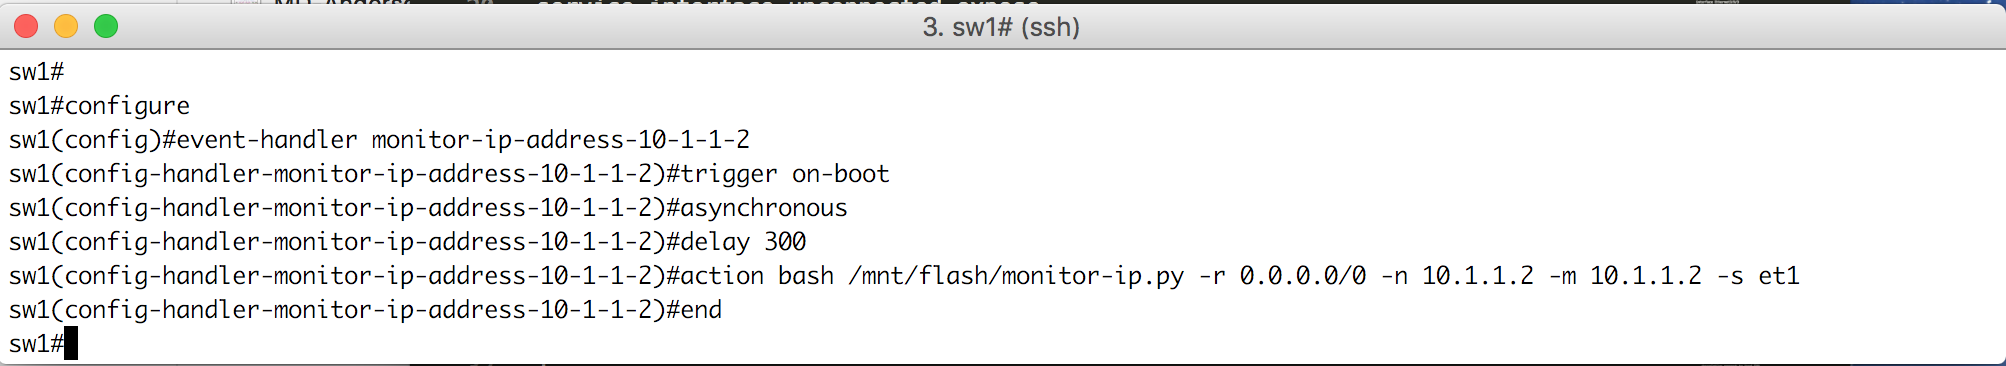 3. sw1# (ssh)
sw1#
sw1#configure
sw1(config)#event-handler monitor-ip-address-10-1-1-2
sw1(config-handler-monitor-ip-address-10-1-1-2)#trigger on-boot
sw1(config-handler-monitor-ip-address-10-1-1-2)#asynchronous
sw1(config-handler-monitor-ip-address-10-1-1-2)#delay 300
sw1(config-handler-monitor-ip-address-10-1-1-2)#action bash /mnt/flash/monitor-ip.py -r 0.0.0.0/0 -n 10.1.1.2 -m 10.1.1.2 -s et1
sw1(config-handler-monitor-ip-address-10-1-1-2)#end
sw1#